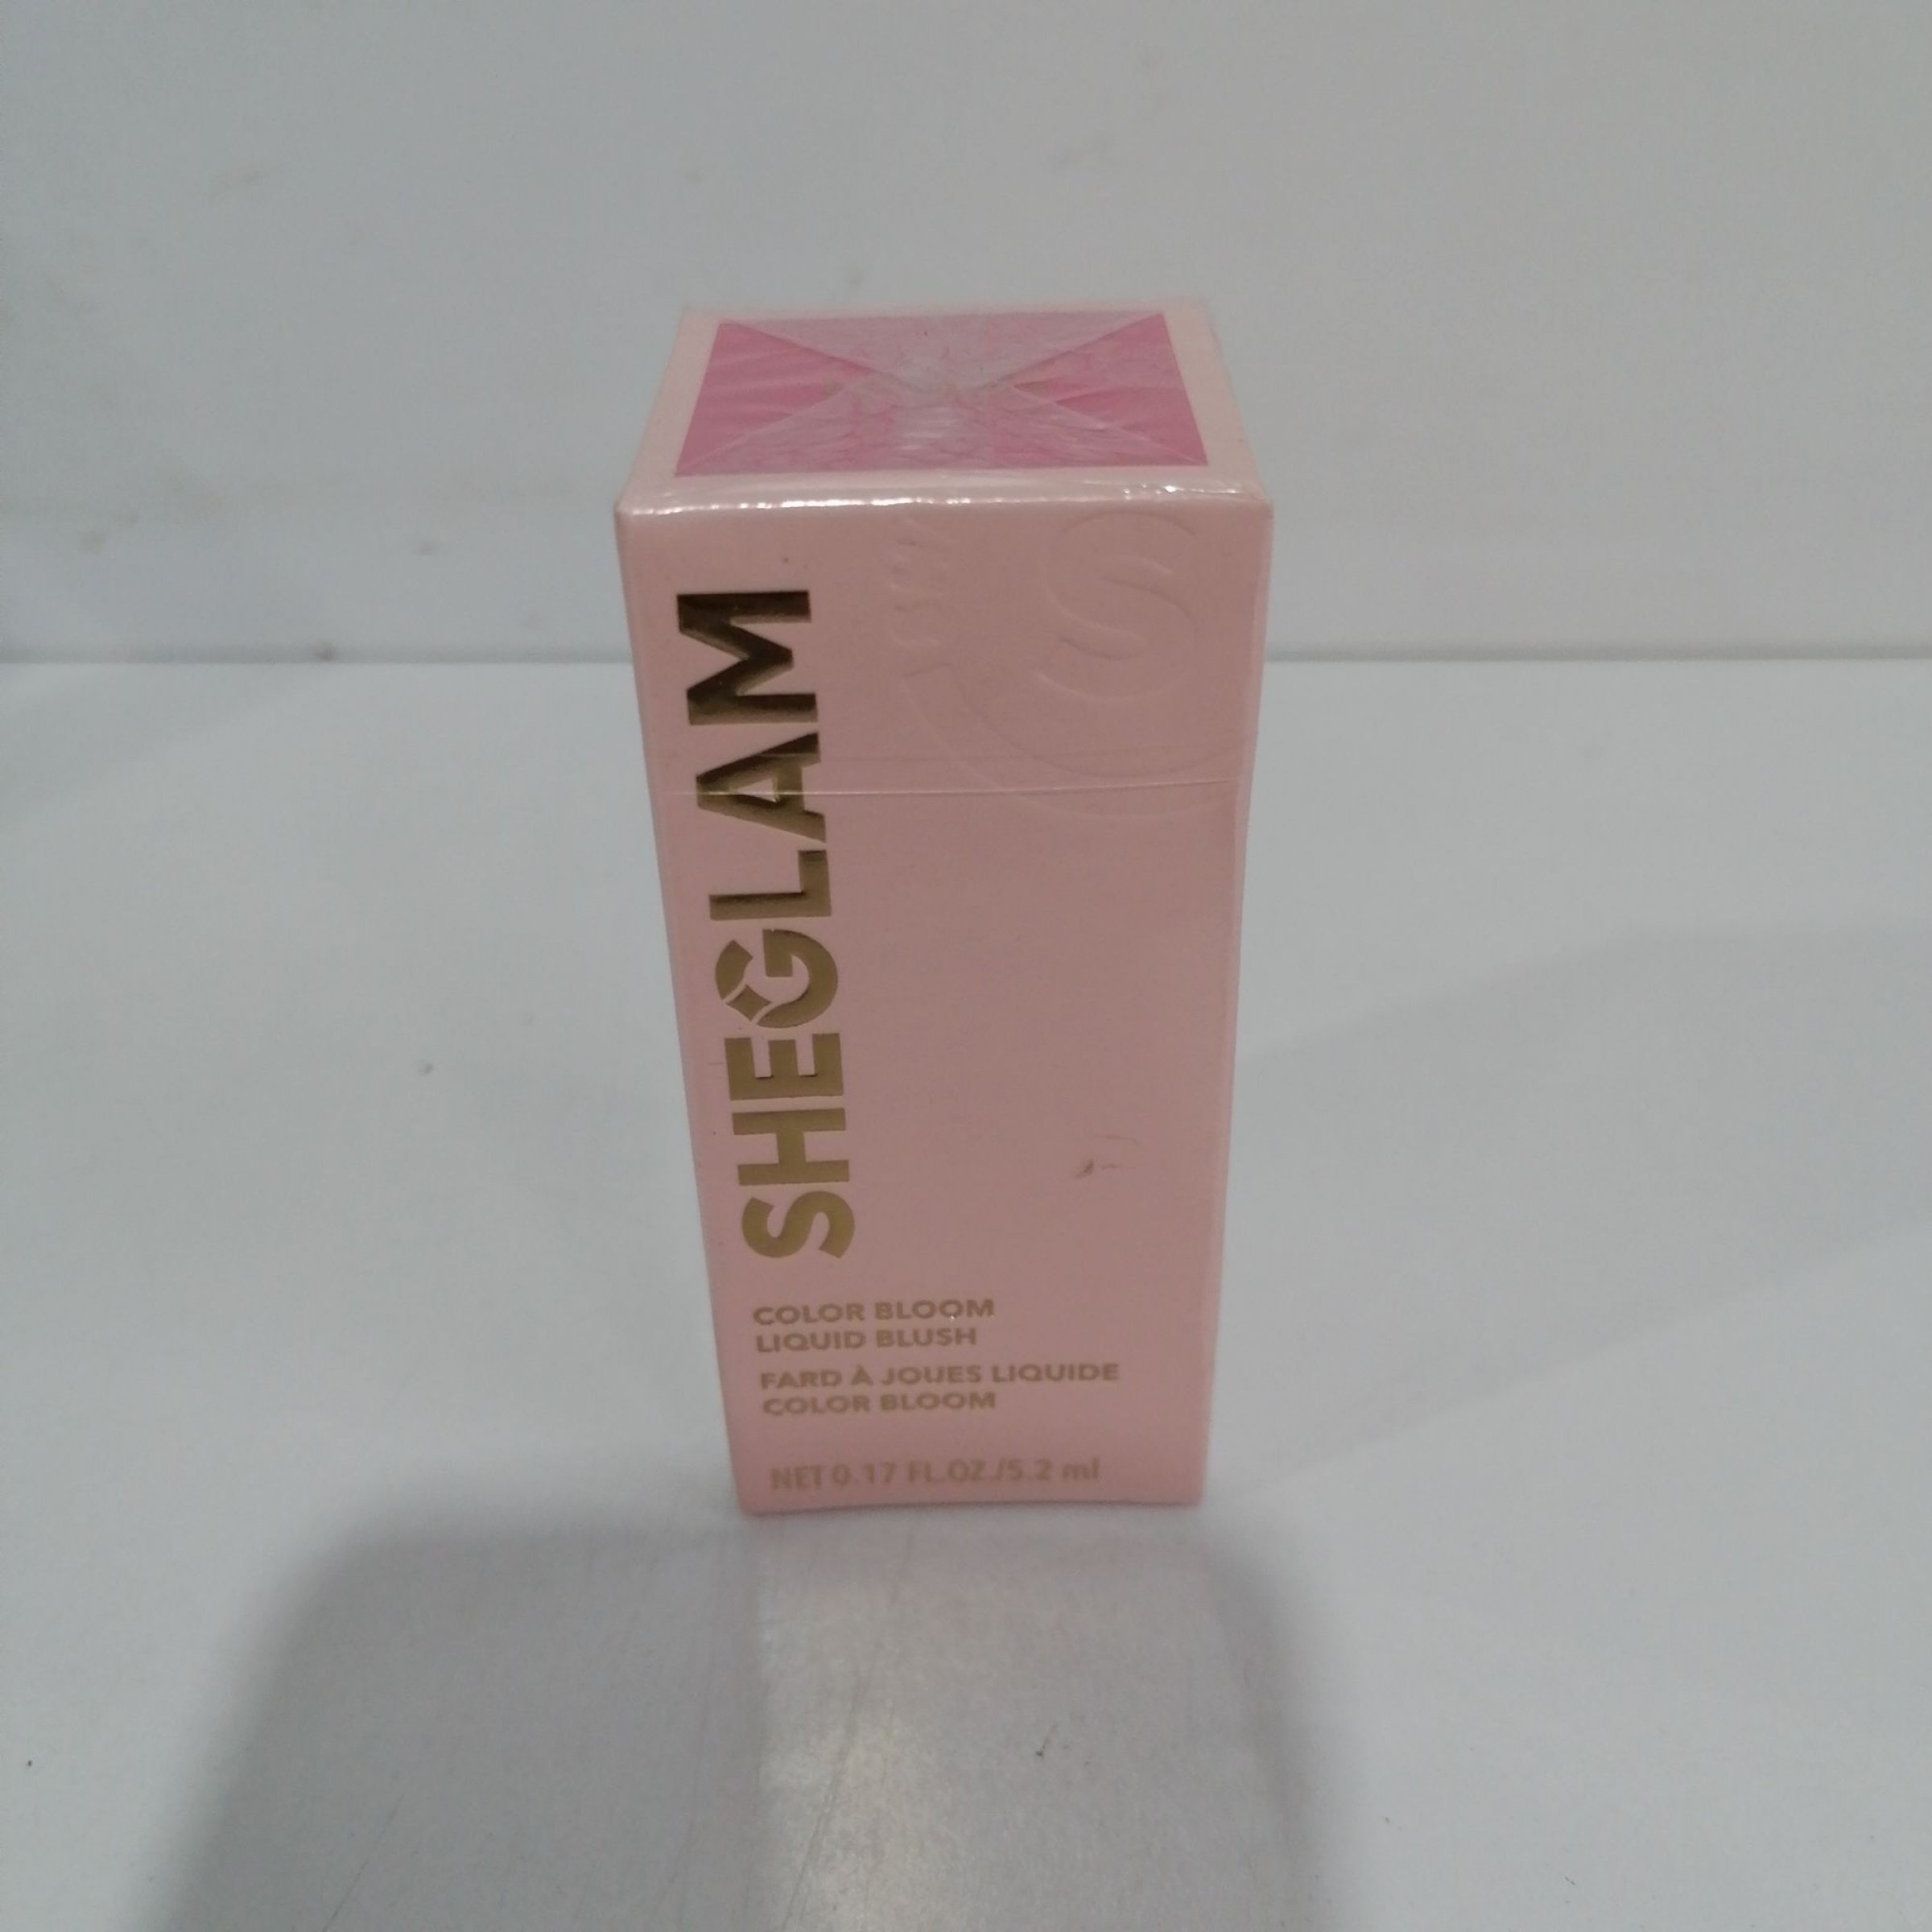 SHEGLAM
COLOR BLOOM
LIQUID BLUSH
FARD À JOUES LIQUIDE
COLOR BLOOM
NET 0.17 FL.OZ./5.2 ml